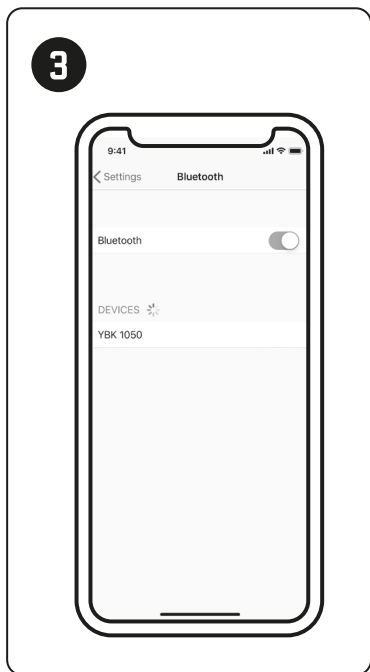 3
9:41
Settings Bluetooth
Bluetooth
DEVICES
YBK 1050